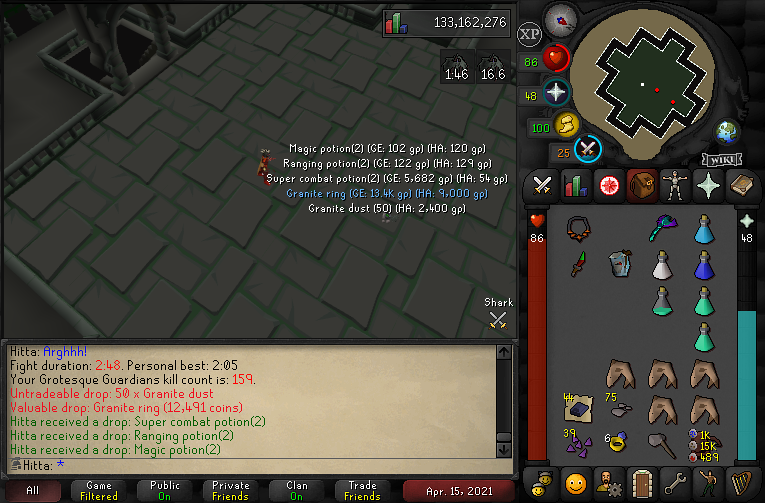 133,162,276
XP
1:46 16.6
86
48
100
25
WIKI
Magic potion(2) (GE: 102 gp) (HA: 120 gp)
Ranging potion(2) (GE: 122 gp) (HA: 129 gp)
Super combat potion(2) (GE: 5,682 gp) (HA: 54 gp)
Granite ring (GE: 13.4K gp) (HA: 9,000 gp)
Granite dust (50) (HA: 2,400 gp)
Shark
86
48
44
75
39
6
1K
15K
489
Hitta: Arghhh!
Fight duration: 2:48. Personal best: 2:05
Your Grotesque Guardians kill count is: 159.
Untradeable drop: 50 x Granite dust
Valuable drop: Granite ring (12,491 coins)
Hitta received a drop: Super combat potion(2)
Hitta received a drop: Ranging potion(2)
Hitta received a drop: Magic potion(2)
Hitta: *
All
Game
Filtered
Public
On
Private
Friends
Clan
On
Trade
Friends
Apr. 15, 2021